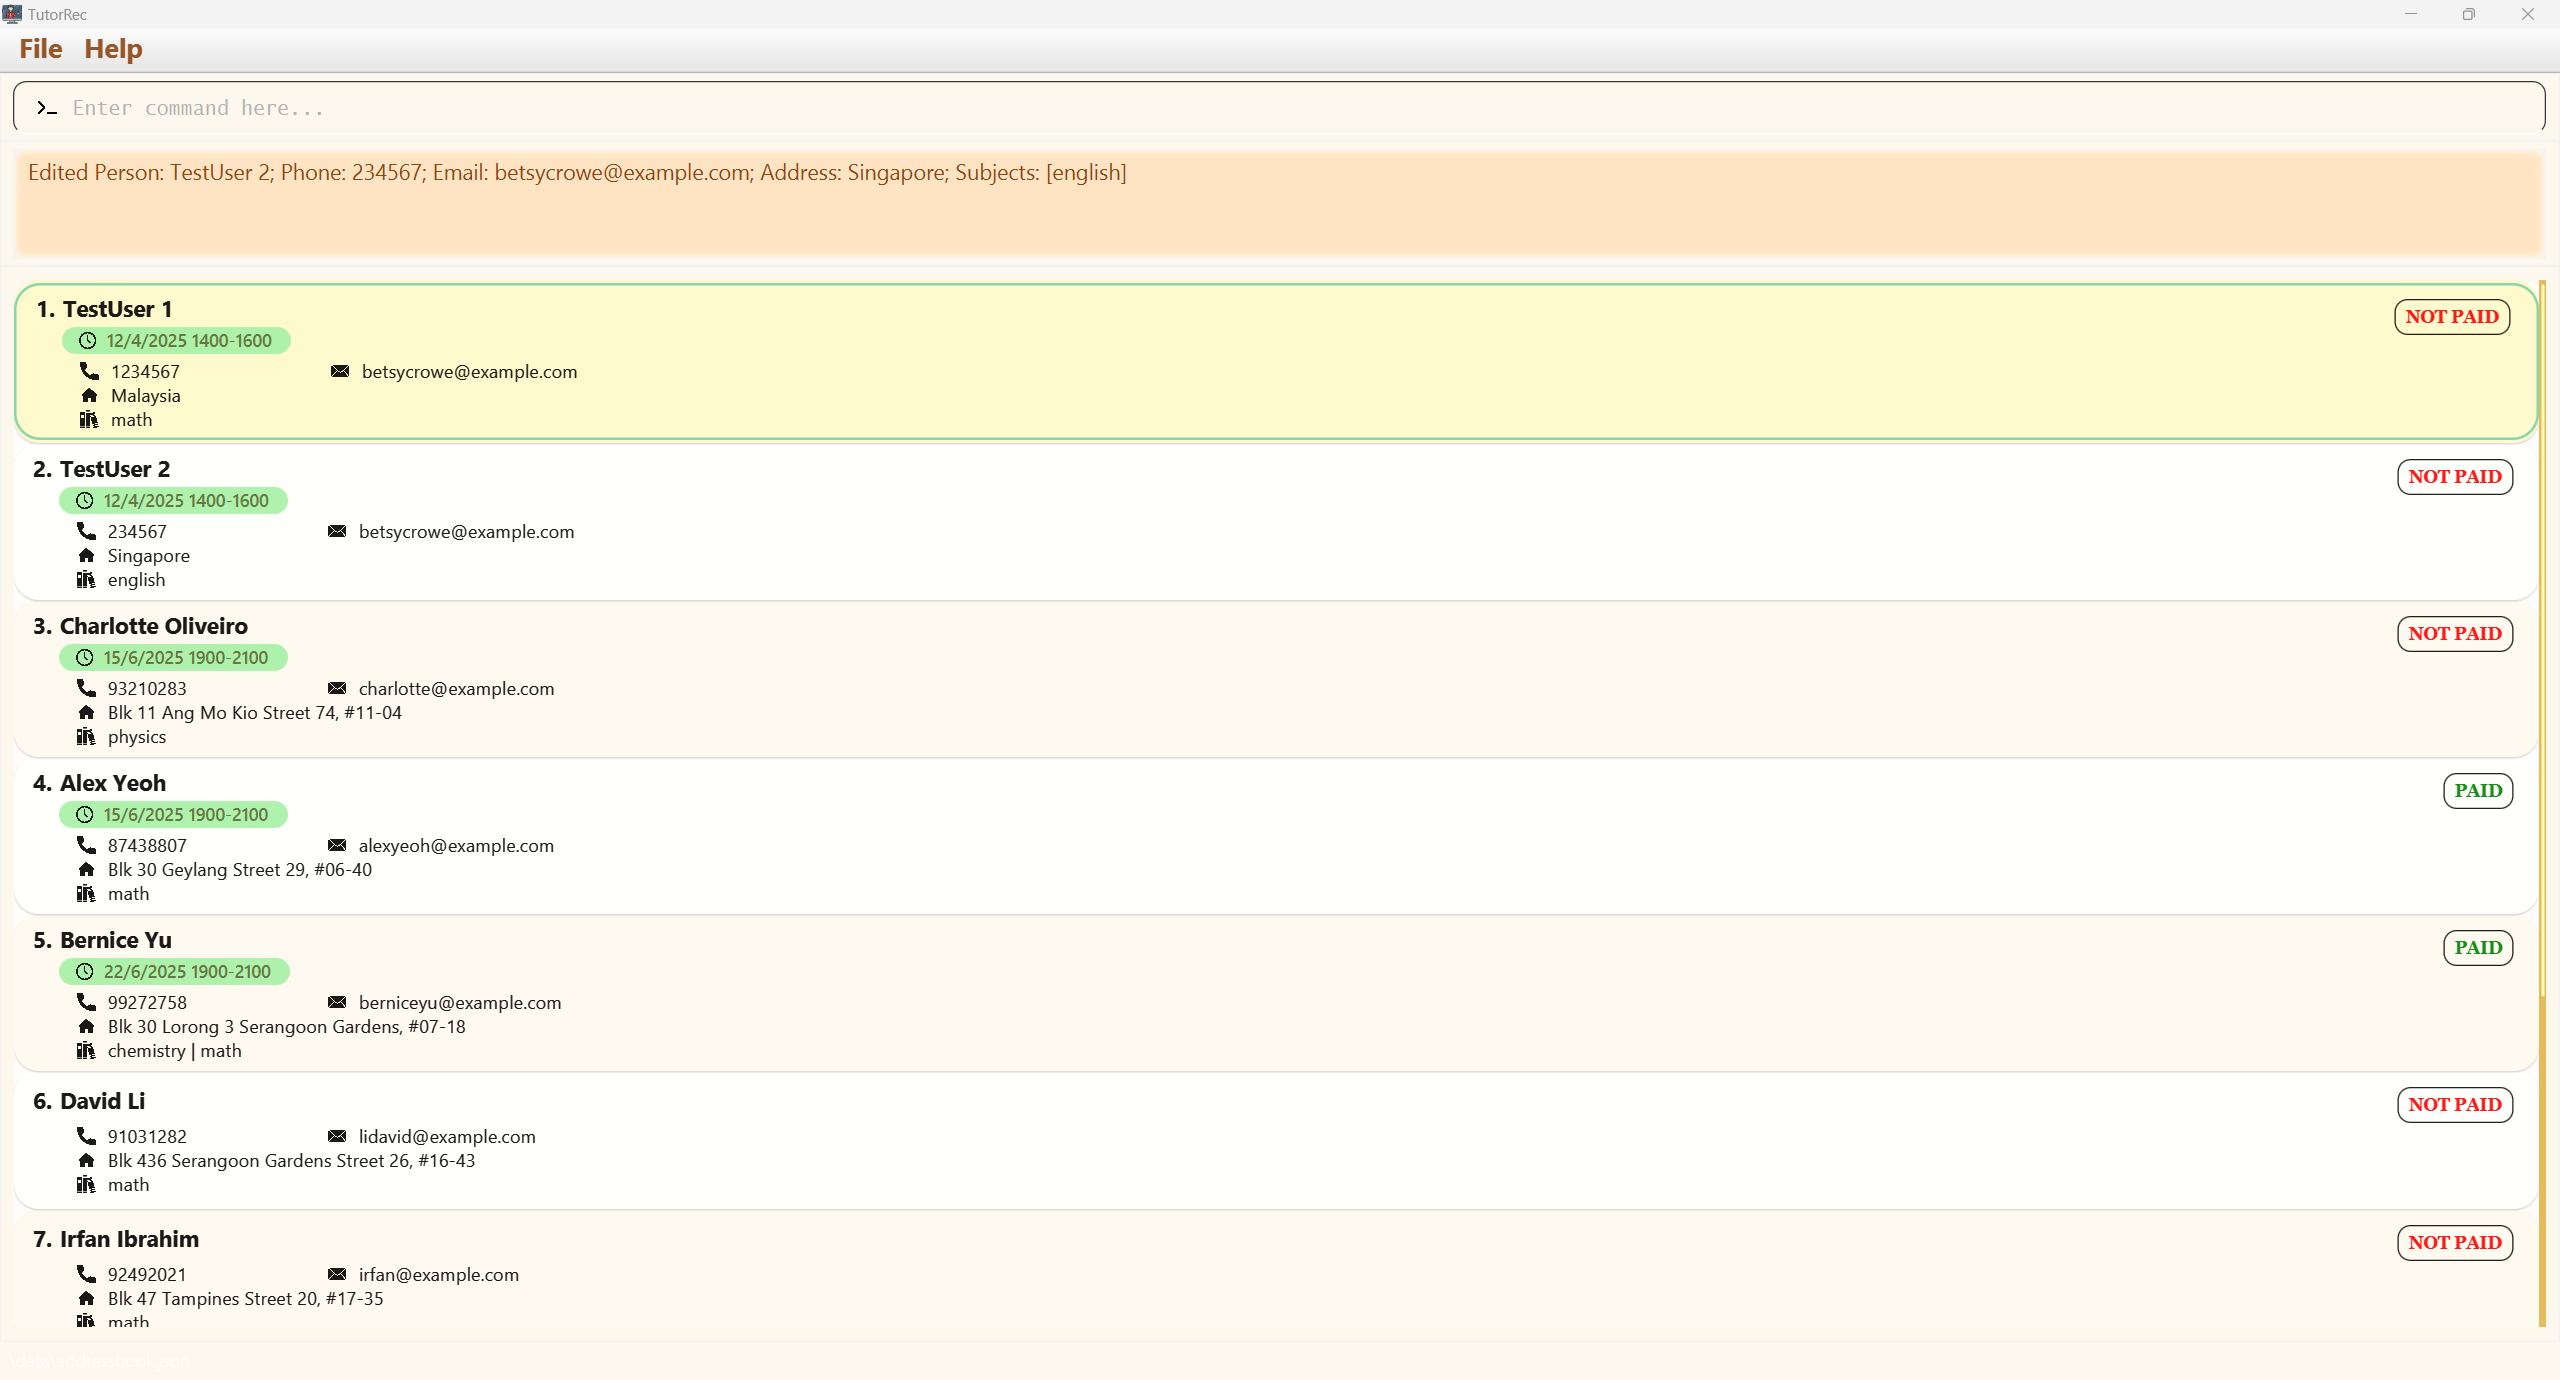 TutorRec
File Help
>_ Enter command here...
Edited Person: TestUser 2; Phone: 234567; Email: betsycrowe@example.com; Address: Singapore; Subjects: [english]
1. TestUser 1 NOT PAID
12/4/2025 1400-1600
1234567 betsycrowe@example.com
Malaysia
math
2. TestUser 2 NOT PAID
12/4/2025 1400-1600
234567 betsycrowe@example.com
Singapore
english
3. Charlotte Oliveiro NOT PAID
15/6/2025 1900-2100
93210283 charlotte@example.com
Blk 11 Ang Mo Kio Street 74, #11-04
physics
4. Alex Yeoh PAID
15/6/2025 1900-2100
87438807 alexyeoh@example.com
Blk 30 Geylang Street 29, #06-40
math
5. Bernice Yu PAID
22/6/2025 1900-2100
99272758 berniceyu@example.com
Blk 30 Lorong 3 Serangoon Gardens, #07-18
chemistry | math
6. David Li NOT PAID
91031282 lidavid@example.com
Blk 436 Serangoon Gardens Street 26, #16-43
math
7. Irfan Ibrahim NOT PAID
92492021 irfan@example.com
Blk 47 Tampines Street 20, #17-35
math